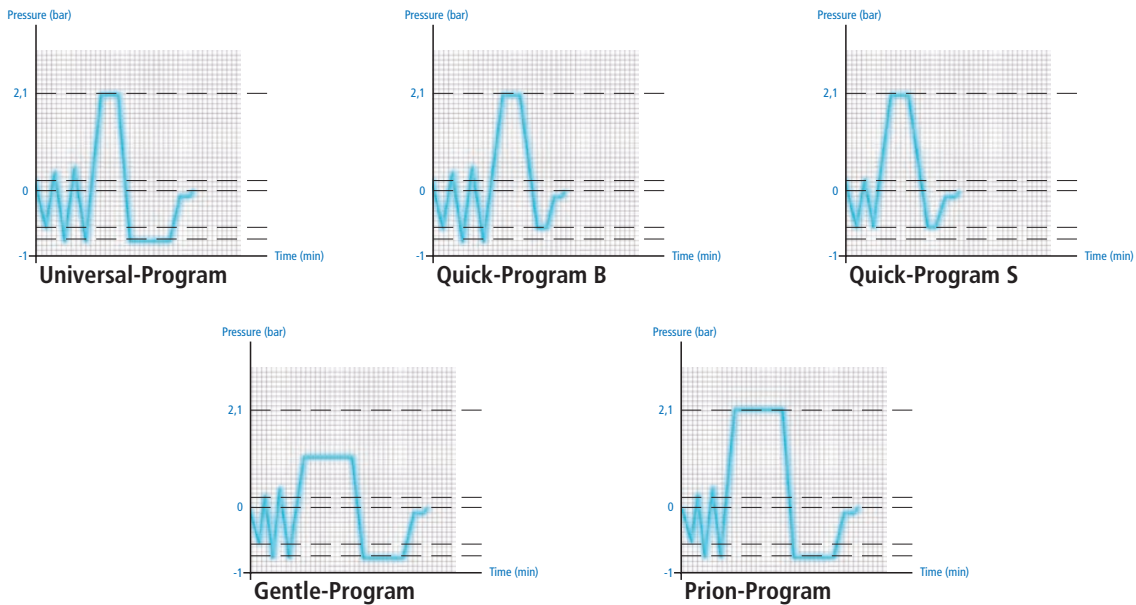 Pressure (bar)
2,1
0
-1
Time (min)
Universal-Program
Pressure (bar)
2,1
0
-1
Time (min)
Quick-Program B
Pressure (bar)
2,1
0
-1
Time (min)
Quick-Program S
Pressure (bar)
2,1
0
-1
Time (min)
Gentle-Program
Pressure (bar)
2,1
0
-1
Time (min)
Prion-Program